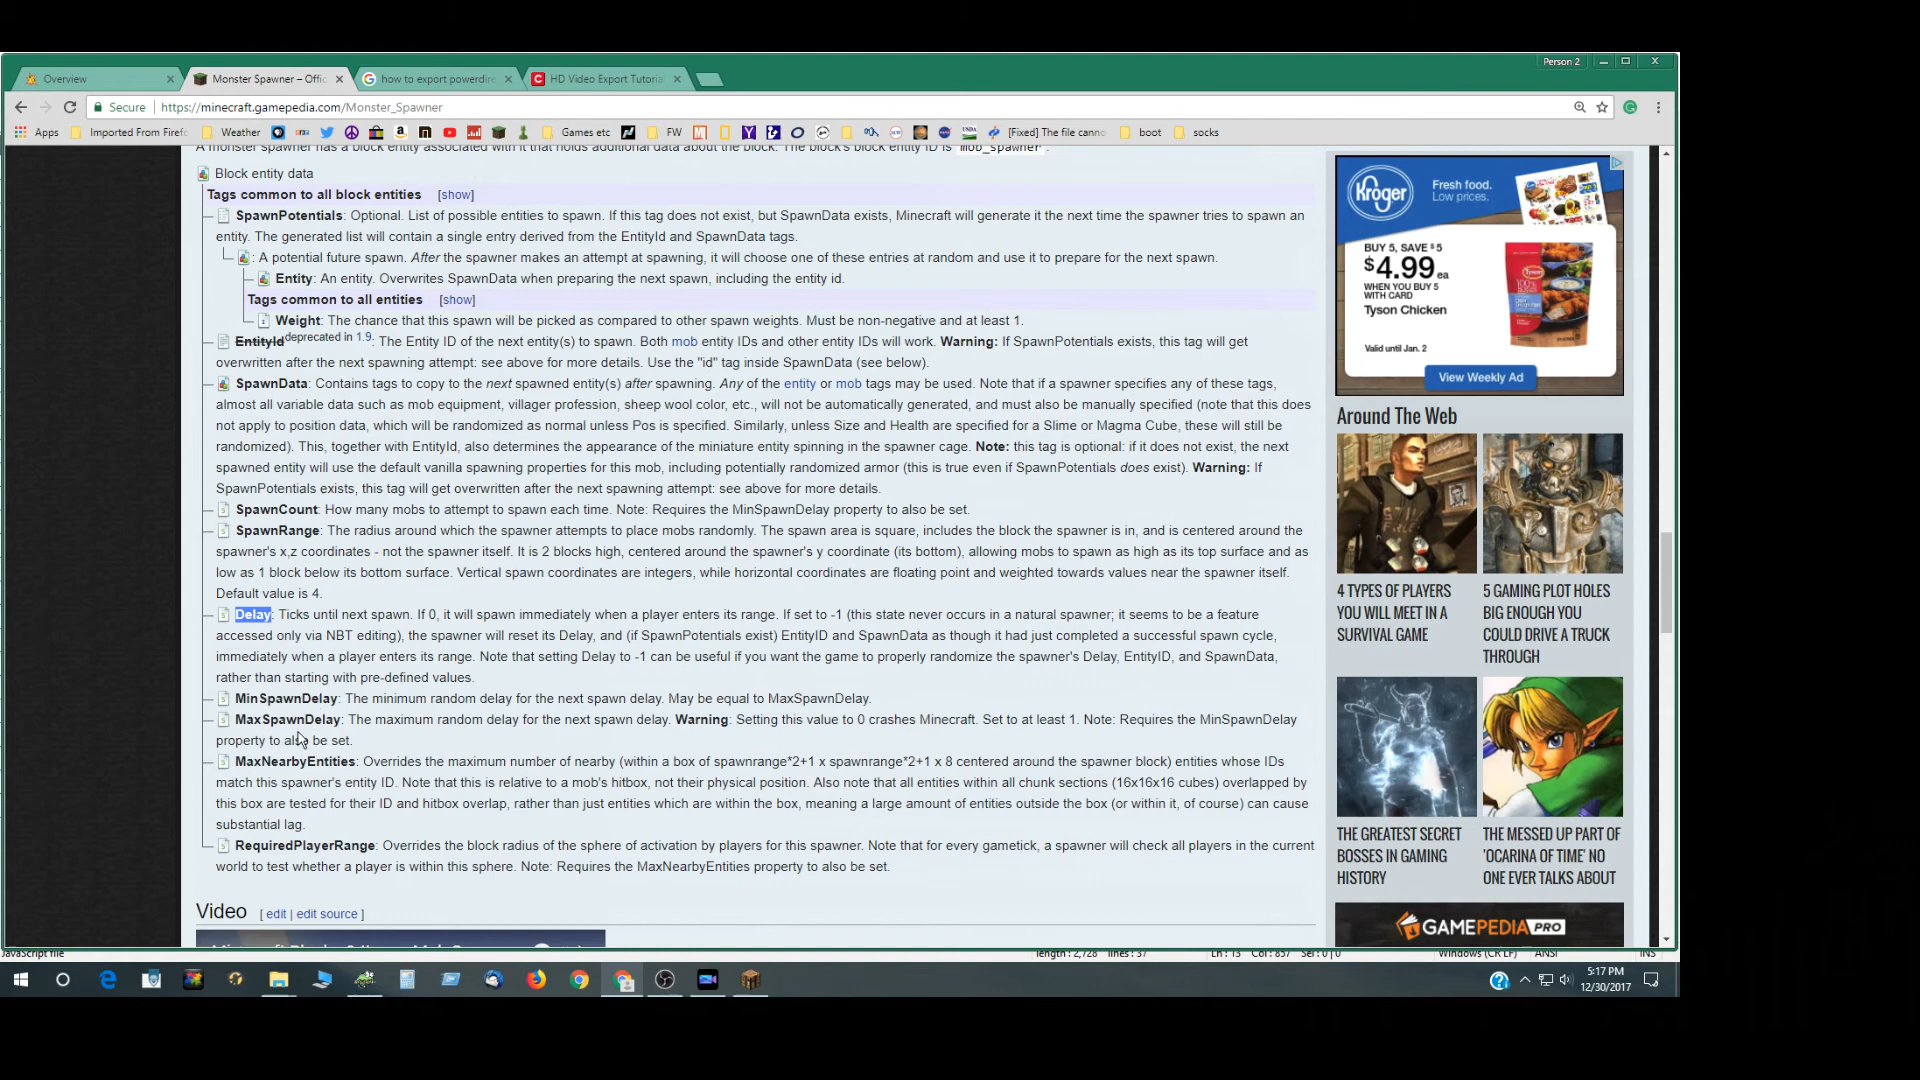 Person 2
Overview
Monster Spawner – Offic
how to export powerdire
HD Video Export Tutoria
Secure
https://minecraft.gamepedia.com/Monster_Spawner
Apps
Imported From Firefo
Weather
Games etc
FW
[Fixed] The file canno
boot
socks
A monster spawner has a block entity associated with it that holds additional data about the block. The block's block entity ID is mob_spawner.
Block entity data
Tags common to all block entities [show]
SpawnPotentials: Optional. List of possible entities to spawn. If this tag does not exist, but SpawnData exists, Minecraft will generate it the next time the spawner tries to spawn an
entity. The generated list will contain a single entry derived from the EntityId and SpawnData tags.
: A potential future spawn. After the spawner makes an attempt at spawning, it will choose one of these entries at random and use it to prepare for the next spawn.
Entity: An entity. Overwrites SpawnData when preparing the next spawn, including the entity id.
Tags common to all entities [show]
Weight: The chance that this spawn will be picked as compared to other spawn weights. Must be non-negative and at least 1.
EntityId deprecated in 1.9: The Entity ID of the next entity(s) to spawn. Both mob entity IDs and other entity IDs will work. Warning: If SpawnPotentials exists, this tag will get
overwritten after the next spawning attempt: see above for more details. Use the "id" tag inside SpawnData (see below).
SpawnData: Contains tags to copy to the next spawned entity(s) after spawning. Any of the entity or mob tags may be used. Note that if a spawner specifies any of these tags,
almost all variable data such as mob equipment, villager profession, sheep wool color, etc., will not be automatically generated, and must also be manually specified (note that this does
not apply to position data, which will be randomized as normal unless Pos is specified. Similarly, unless Size and Health are specified for a Slime or Magma Cube, these will still be
randomized). This, together with EntityId, also determines the appearance of the miniature entity spinning in the spawner cage. Note: this tag is optional: if it does not exist, the next
spawned entity will use the default vanilla spawning properties for this mob, including potentially randomized armor (this is true even if SpawnPotentials does exist). Warning: If
SpawnPotentials exists, this tag will get overwritten after the next spawning attempt: see above for more details.
SpawnCount: How many mobs to attempt to spawn each time. Note: Requires the MinSpawnDelay property to also be set.
SpawnRange: The radius around which the spawner attempts to place mobs randomly. The spawn area is square, includes the block the spawner is in, and is centered around the
spawner's x,z coordinates - not the spawner itself. It is 2 blocks high, centered around the spawner's y coordinate (its bottom), allowing mobs to spawn as high as its top surface and as
low as 1 block below its bottom surface. Vertical spawn coordinates are integers, while horizontal coordinates are floating point and weighted towards values near the spawner itself.
Default value is 4.
Delay: Ticks until next spawn. If 0, it will spawn immediately when a player enters its range. If set to -1 (this state never occurs in a natural spawner; it seems to be a feature
accessed only via NBT editing), the spawner will reset its Delay, and (if SpawnPotentials exist) EntityID and SpawnData as though it had just completed a successful spawn cycle,
immediately when a player enters its range. Note that setting Delay to -1 can be useful if you want the game to properly randomize the spawner's Delay, EntityID, and SpawnData,
rather than starting with pre-defined values.
MinSpawnDelay: The minimum random delay for the next spawn delay. May be equal to MaxSpawnDelay.
MaxSpawnDelay: The maximum random delay for the next spawn delay. Warning: Setting this value to 0 crashes Minecraft. Set to at least 1. Note: Requires the MinSpawnDelay
property to also be set.
MaxNearbyEntities: Overrides the maximum number of nearby (within a box of spawnrange*2+1 x spawnrange*2+1 x 8 centered around the spawner block) entities whose IDs
match this spawner's entity ID. Note that this is relative to a mob's hitbox, not their physical position. Also note that all entities within all chunk sections (16x16x16 cubes) overlapped by
this box are tested for their ID and hitbox overlap, rather than just entities which are within the box, meaning a large amount of entities outside the box (or within it, of course) can cause
substantial lag.
RequiredPlayerRange: Overrides the block radius of the sphere of activation by players for this spawner. Note that for every gametick, a spawner will check all players in the current
world to test whether a player is within this sphere. Note: Requires the MaxNearbyEntities property to also be set.
Video [ edit | edit source ]
Kroger
Fresh food.
Low prices.
BUY 5, SAVE $5
$4.99 ea
WHEN YOU BUY 5
WITH CARD
Tyson Chicken
Valid until Jan. 2
View Weekly Ad
Around The Web
4 TYPES OF PLAYERS
YOU WILL MEET IN A
SURVIVAL GAME
5 GAMING PLOT HOLES
BIG ENOUGH YOU
COULD DRIVE A TRUCK
THROUGH
THE GREATEST SECRET
BOSSES IN GAMING
HISTORY
THE MESSED UP PART OF
'OCARINA OF TIME' NO
ONE EVER TALKS ABOUT
GAMEPEDIA PRO
JavaScript file
length : 2,728 lines : 37
Ln : 13 Col : 857 Sel : 0 | 0
Windows (CR LF)
ANSI
INS
5:17 PM
12/30/2017